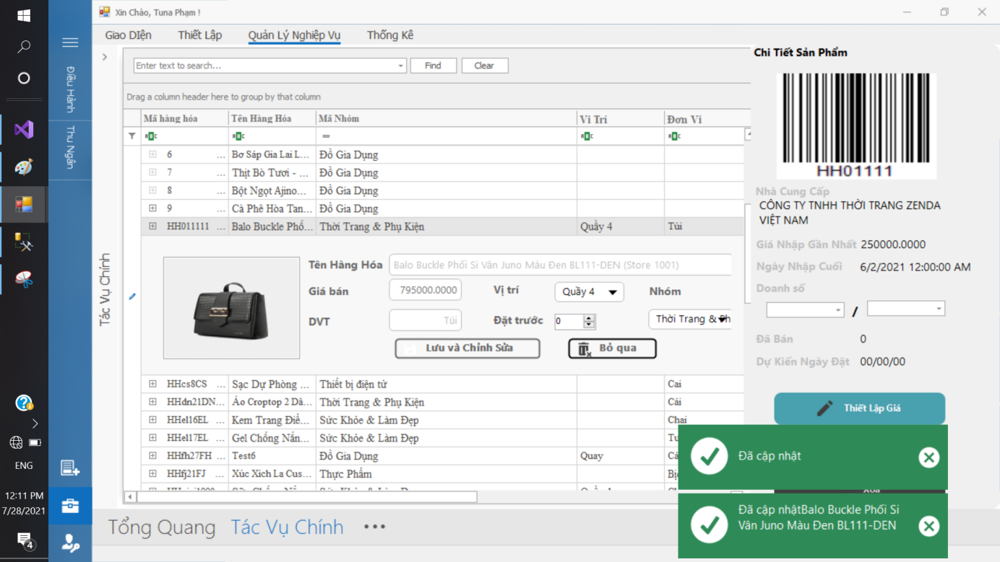 Xin Chào, Tuna Phạm !
Giao DIện Thiết Lập Quản Lý Nghiệp Vụ Thống Kê
Điều Hành
Thu Ngân
ENG
12:11 PM
7/28/2021
4
Tác Vụ Chính
Enter text to search... Find Clear
Drag a column header here to group by that column
Mã hàng hóa Tên Hàng Hóa Mã Nhóm Vị Trí Đơn Vị
6 ... Bơ Sáp Gia Lai L... Đồ Gia Dụng
7 ... Thịt Bò Tươi - ... Đồ Gia Dụng
8 ... Bột Ngọt Ajino... Đồ Gia Dụng
9 ... Cà Phê Hòa Tan... Đồ Gia Dụng
HH011111 ... Balo Buckle Phố... Thời Trang & Phụ Kiện Quầy 4 Túi
Tên Hàng Hóa Balo Buckle Phối Si Vân Juno Màu Đen BL111-DEN (Store 1001)
Giá bán 795000.0000 Vị trí Quầy 4 Nhóm
DVT Túi Đặt trước 0 Thời Trang & Ph
Lưu và Chỉnh Sửa Bỏ qua
HHcs8CS ... Sạc Dự Phòng ... Thiết bị điện tử Cai
HHdn21DN... Áo Croptop 2 Dâ... Thời Trang & Phụ Kiện Cái
HHel16EL ... Kem Trang Điể... Sức Khỏe & Làm Đẹp Chai
HHel17EL ... Gel Chống Nắn... Sức Khỏe & Làm Đẹp
HHfh27FH ... Test6 Đồ Gia Dụng Quay
HHfj21FJ ... Xúc Xich La Cus... Thực Phẩm
Chi Tiết Sản Phẩm
HH01111
Nhà Cung Cấp
CÔNG TY TNHH THỜI TRANG ZENDA
VIỆT NAM
Giá Nhập Gần Nhất 250000.0000
Ngày Nhập Cuối 6/2/2021 12:00:00 AM
Doanh số
/
Đã Bán 0
Dự Kiến Ngày Đặt 00/00/00
Thiết Lập Giá
Đã cập nhật
Xóa
Đã cập nhậtBalo Buckle Phối Si
Vân Juno Màu Đen BL111-DEN
Tổng Quang Tác Vụ Chính •••